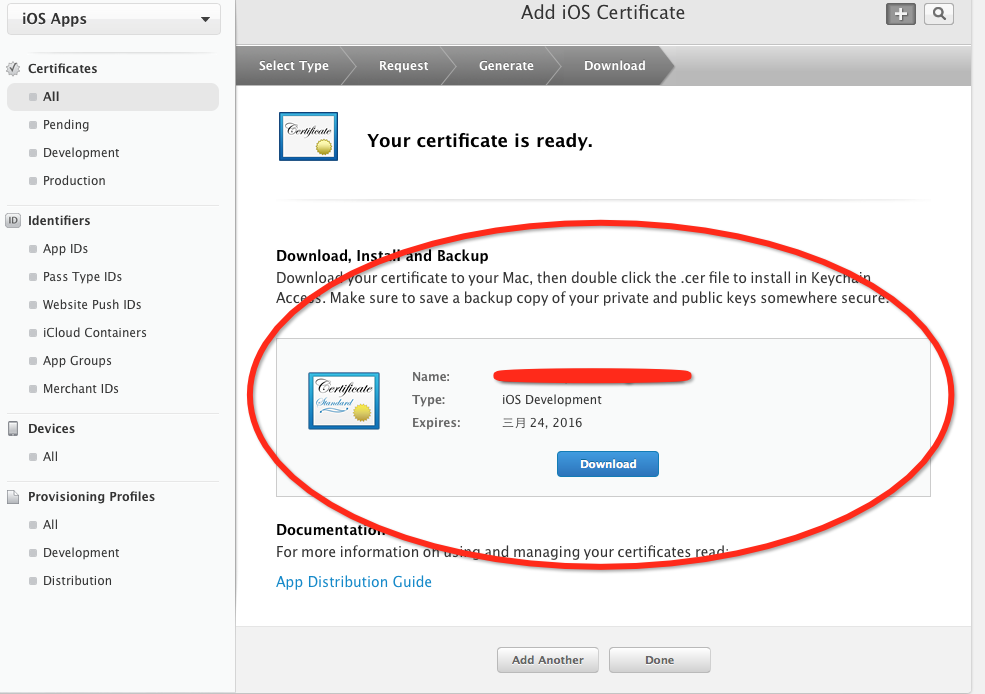 iOS Apps
Add iOS Certificate
Select Type
Request
Generate
Download
Certificates
All
Pending
Development
Production
ID Identifiers
App IDs
Pass Type IDs
Website Push IDs
iCloud Containers
App Groups
Merchant IDs
Devices
All
Provisioning Profiles
All
Development
Distribution
Certificate
Your certificate is ready.
Download, Install and Backup
Download your certificate to your Mac, then double click the .cer file to install in Keychain
Access. Make sure to save a backup copy of your private and public keys somewhere secure.
Certificate
Standard
Name:
Type: iOS Development
Expires: 三月 24, 2016
Download
Documentation
For more information on using and managing your certificates read:
App Distribution Guide
Add Another
Done